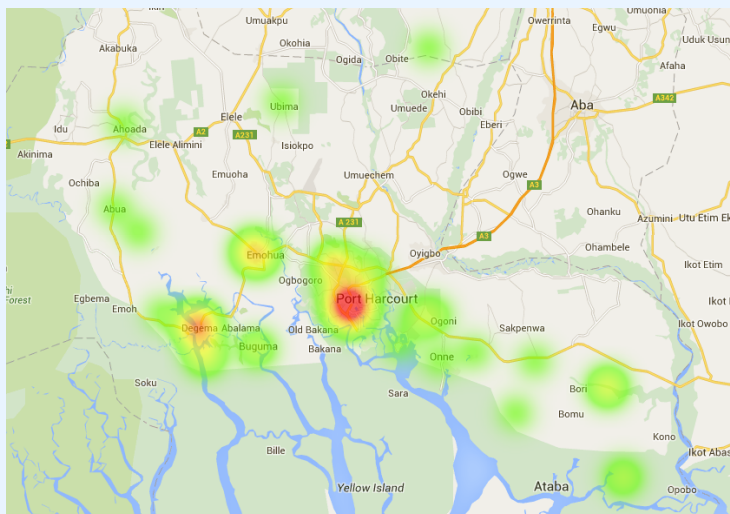 Umuakpu
Owerrinta
Umuonia
Egwu
Uduk Usun
Akabuka
Okohia
Ogida
Obite
Afaha
Okehi
Aba
A342
Ubima
Umuede
Obibi
Elele
Eberi
Idu
Ahoada
A2
A231
Akinima
Elele Alimini
Isiokpo
Ochiba
Emuoha
Umuechem
Ogwe
A3
Abua
Ohanku
Azumini
Utu Etim Ek
A 231
A3
Emohua
Oyigbo
Ohambele
Ikot Etim
Forest
Ogbogoro
Egbema
Emoh
Port Harcourt
Ikot Owobo
Degema
Abalama
Old Bakana
Ogoni
Sakpenwa
Buguma
Bakana
Onne
Soku
Sara
Bori
Bomu
Kono
Bille
Ikot Abas
Yellow Island
Ataba
Opobo